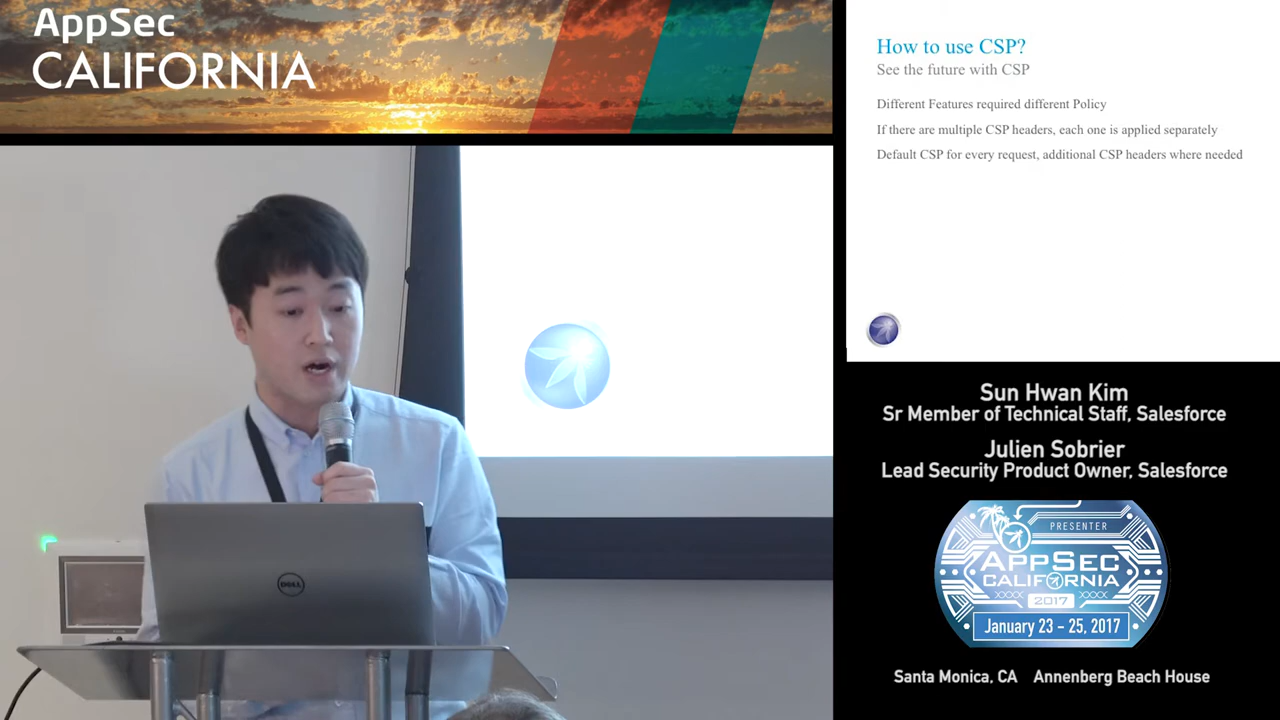 AppSec
CALIFORNIA
How to use CSP?
See the future with CSP
Different Features required different Policy
If there are multiple CSP headers, each one is applied separately
Default CSP for every request, additional CSP headers where needed
Sun Hwan Kim
Sr Member of Technical Staff, Salesforce
Julien Sobrier
Lead Security Product Owner, Salesforce
PRESENTER
APPSEC
CALIFORNIA
2017
January 23 - 25, 2017
Santa Monica, CA Annenberg Beach House
DELL